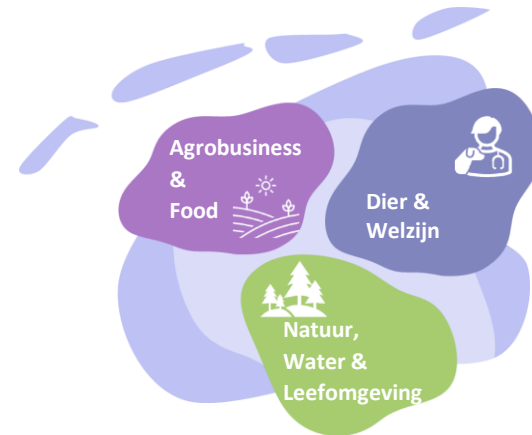 Agrobusiness
&
Food
Dier &
Welzijn
Natuur,
Water &
Leefomgeving